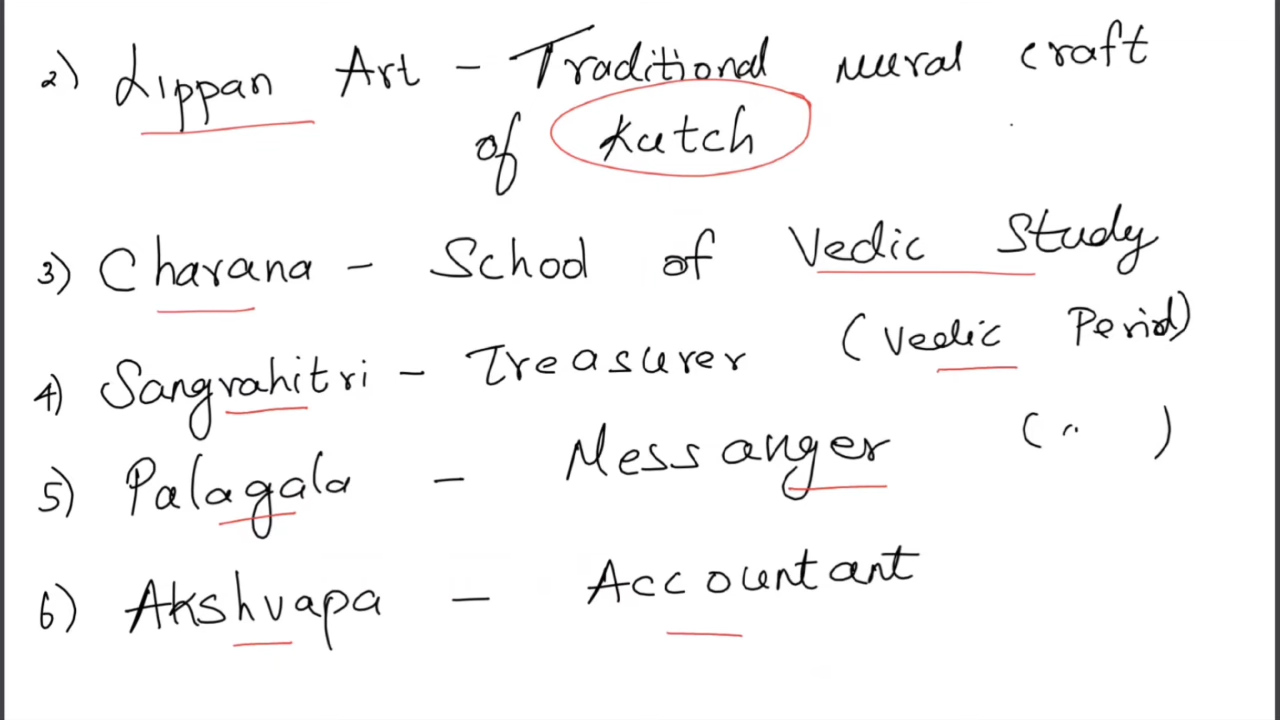 2) Lippan Art - Traditional mural craft
of Kutch
3) Charana - School of Vedic Study
4) Sangrahitri - Treasurer (Vedic Period)
5) Palagala - Messanger ( " )
6) Akshvapa - Accountant